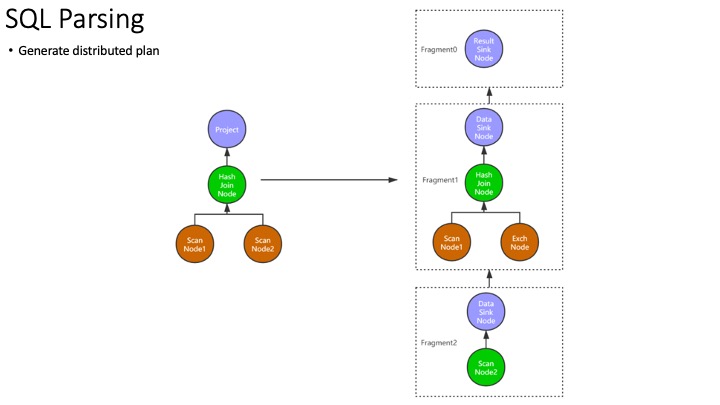 SQL Parsing
• Generate distributed plan
Project
Hash
Join
Node
Scan
Node1
Scan
Node2
Fragment0
Result
Sink
Node
Fragment1
Data
Sink
Node
Hash
Join
Node
Scan
Node1
Exch
Node
Fragment2
Data
Sink
Node
Scan
Node2